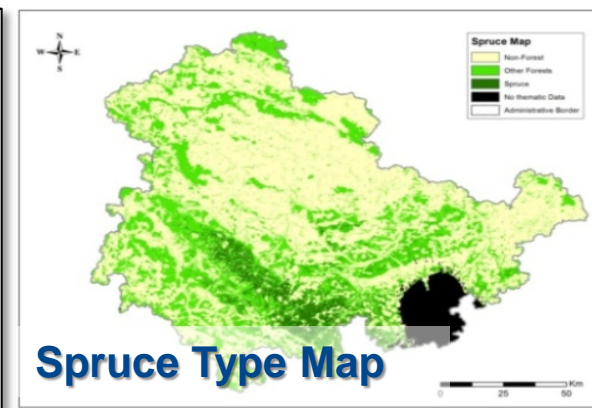 N
W E
S
Spruce Map
Non-Forest
Other Forests
Spruce
No thematic Data
Administrative Border
Spruce Type Map
Km
0 25 50